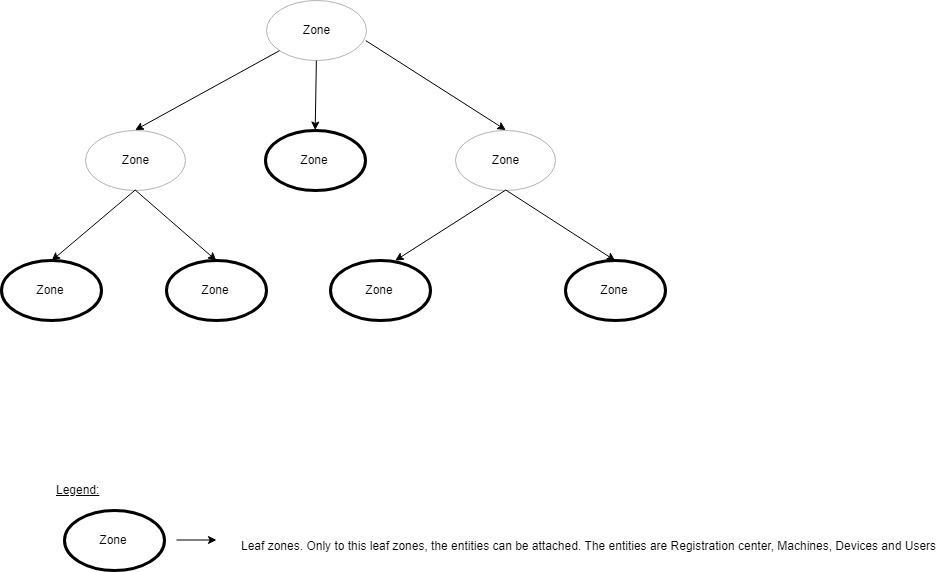 Zone
Zone
Zone
Zone
Zone
Zone
Zone
Zone
Legend:
Zone
Leaf zones. Only to this leaf zones, the entities can be attached. The entities are Registration center, Machines, Devices and Users